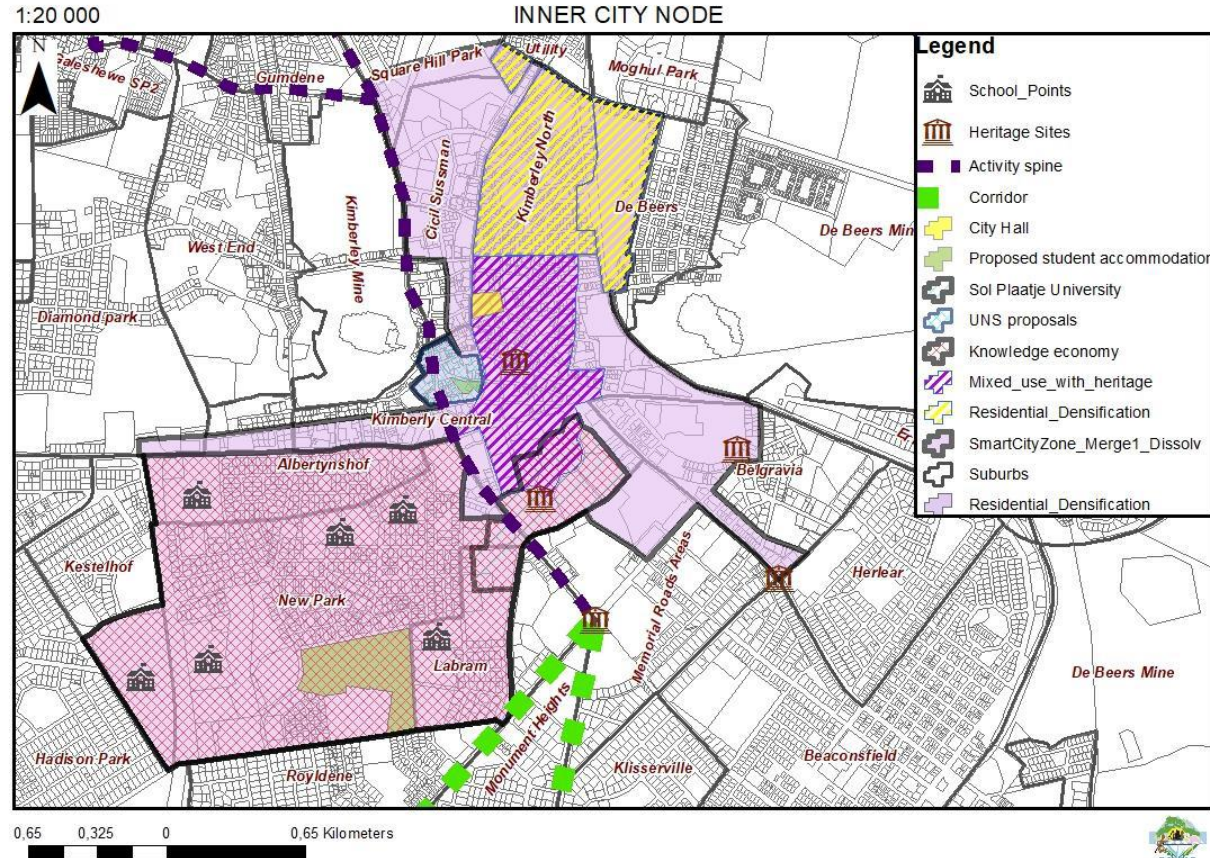 1:20 000
INNER CITY NODE
N
Galeshewe SP2
Gumdene
Square Hill Park
Utility
Moghul Park
Kimberley North
Cicil Sussman
De Beers
De Beers Min
West End
Kimberley Mine
Diamond park
Kimberly Central
Albertynshof
Belgravia
Kestelhof
Herlear
New Park
Memorial Roads Areas
Labram
De Beers Mine
Monument Heights
Hadison Park
Royldene
Klisserville
Beaconsfield
Legend
School_Points
Heritage Sites
Activity spine
Corridor
City Hall
Proposed student accommodation
Sol Plaatje University
UNS proposals
Knowledge economy
Mixed_use_with_heritage
Residential_Densification
SmartCityZone_Merge1_Dissolv
Suburbs
Residential_Densification
0,65 0,325 0 0,65 Kilometers